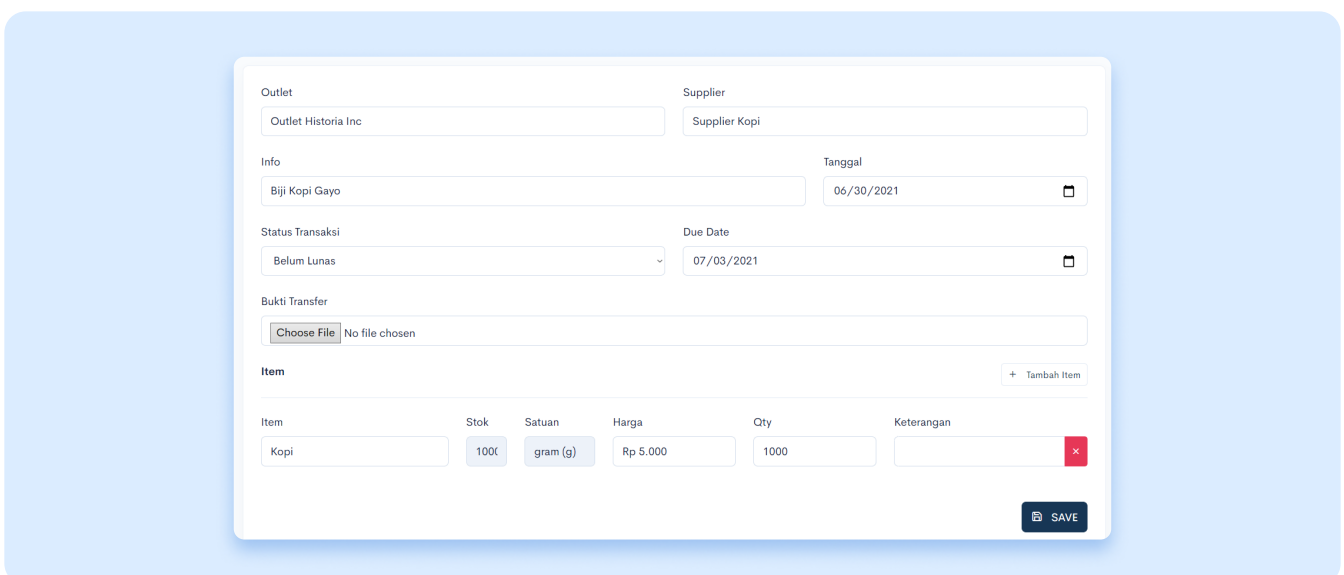 Outlet Supplier
Outlet Historia Inc Supplier Kopi
Info Tanggal
Biji Kopi Gayo 06/30/2021
Status Transaksi Due Date
Belum Lunas 07/03/2021
Bukti Transfer
Choose File No file chosen
Item + Tambah Item
Item Stok Satuan Harga Qty Keterangan
Kopi 100 gram (g) Rp 5.000 1000 ×
SAVE